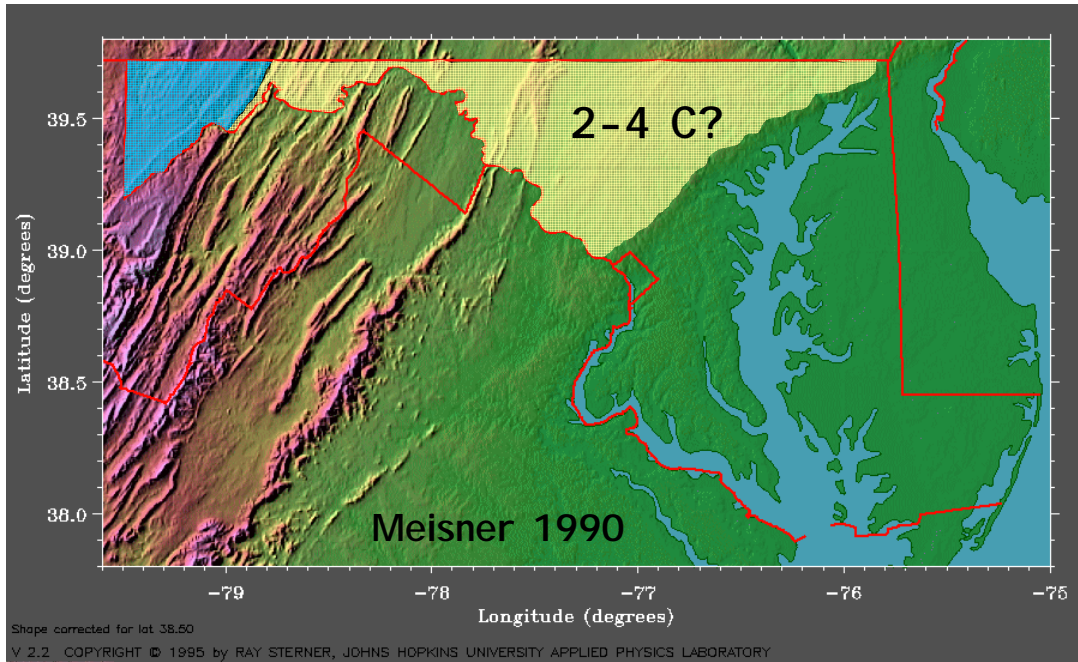 2-4 C?
39.5
39.0
38.5
38.0
Latitude (degrees)
Meisner 1990
-79
-78
-77
-76
-75
Longitude (degrees)
Shape corrected for lat 38.50
V 2.2 COPYRIGHT © 1995 by RAY STERNER, JOHNS HOPKINS UNIVERSITY APPLIED PHYSICS LABORATORY